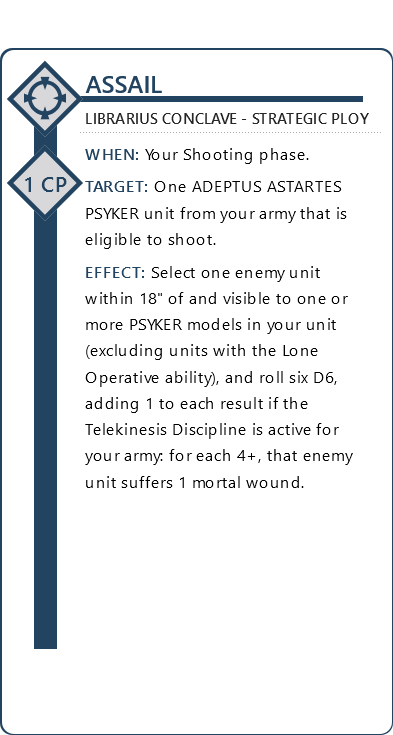 ASSAIL
LIBRARIUS CONCLAVE - STRATEGIC PLOY
WHEN: Your Shooting phase.
1 CP
TARGET: One ADEPTUS ASTARTES
PSYKER unit from your army that is
eligible to shoot.
EFFECT: Select one enemy unit
within 18" of and visible to one or
more PSYKER models in your unit
(excluding units with the Lone
Operative ability), and roll six D6,
adding 1 to each result if the
Telekinesis Discipline is active for
your army: for each 4+, that enemy
unit suffers 1 mortal wound.